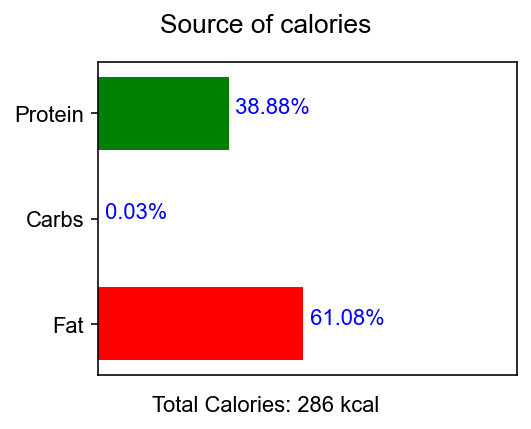 Source of calories
Protein
38.88%
Carbs
0.03%
Fat
61.08%
Total Calories: 286 kcal